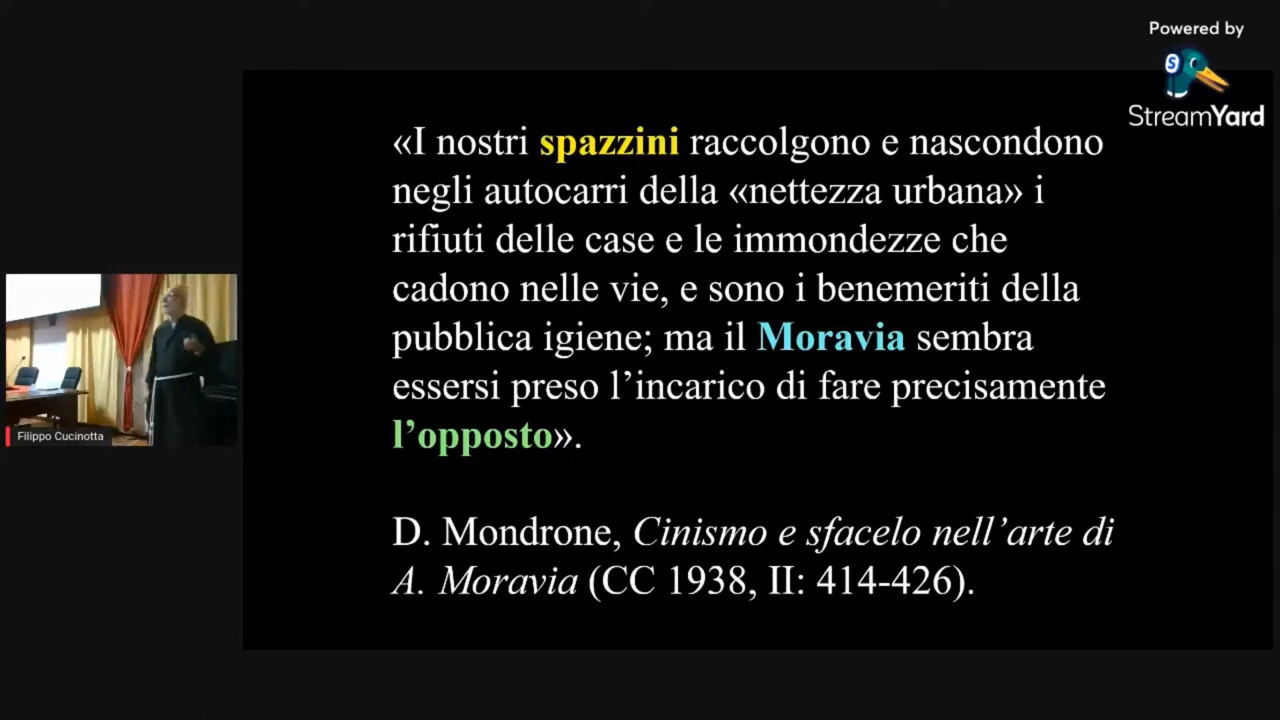 Powered by
StreamYard
«I nostri spazzini raccolgono e nascondono
negli autocarri della «nettezza urbana» i
rifiuti delle case e le immondezze che
cadono nelle vie, e sono i benemeriti della
pubblica igiene; ma il Moravia sembra
essersi preso l’incarico di fare precisamente
l’opposto».
D. Mondrone, Cinismo e sfacelo nell’arte di
A. Moravia (CC 1938, II: 414-426).
Filippo Cucinotta